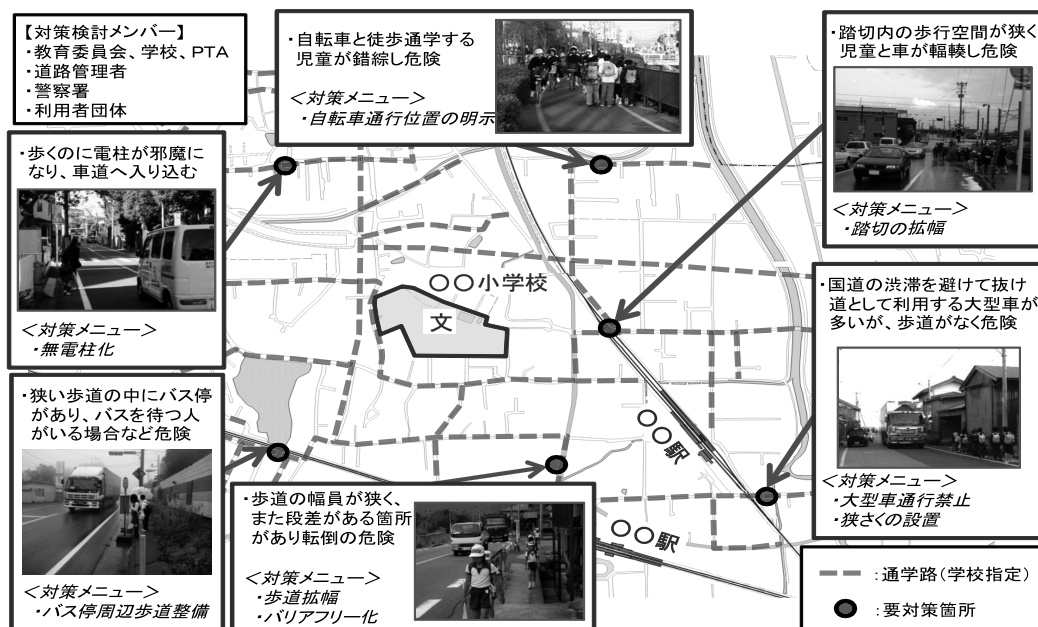 【対策検討メンバー】
・教育委員会、学校、PTA
・道路管理者
・警察署
・利用者団体
・自転車と徒歩通学する
児童が錯綜し危険
<対策メニュー>
・自転車通行位置の明示
・踏切内の歩行空間が狭く
児童と車が輻輳し危険
<対策メニュー>
・踏切の拡幅
・歩くのに電柱が邪魔に
なり、車道へ入り込む
<対策メニュー>
・無電柱化
〇〇小学校
文
・国道の渋滞を避けて抜け
道として利用する大型車が
多いが、歩道がなく危険
<対策メニュー>
・大型車通行禁止
・狭さくの設置
・狭い歩道の中にバス停
があり、バスを待つ人
がいる場合など危険
<対策メニュー>
・バス停周辺歩道整備
〇〇駅
・歩道の幅員が狭く、
また段差がある箇所
があり転倒の危険
<対策メニュー>
・歩道拡幅
・バリアフリー化
〇〇駅
:通学路(学校指定)
:要対策箇所